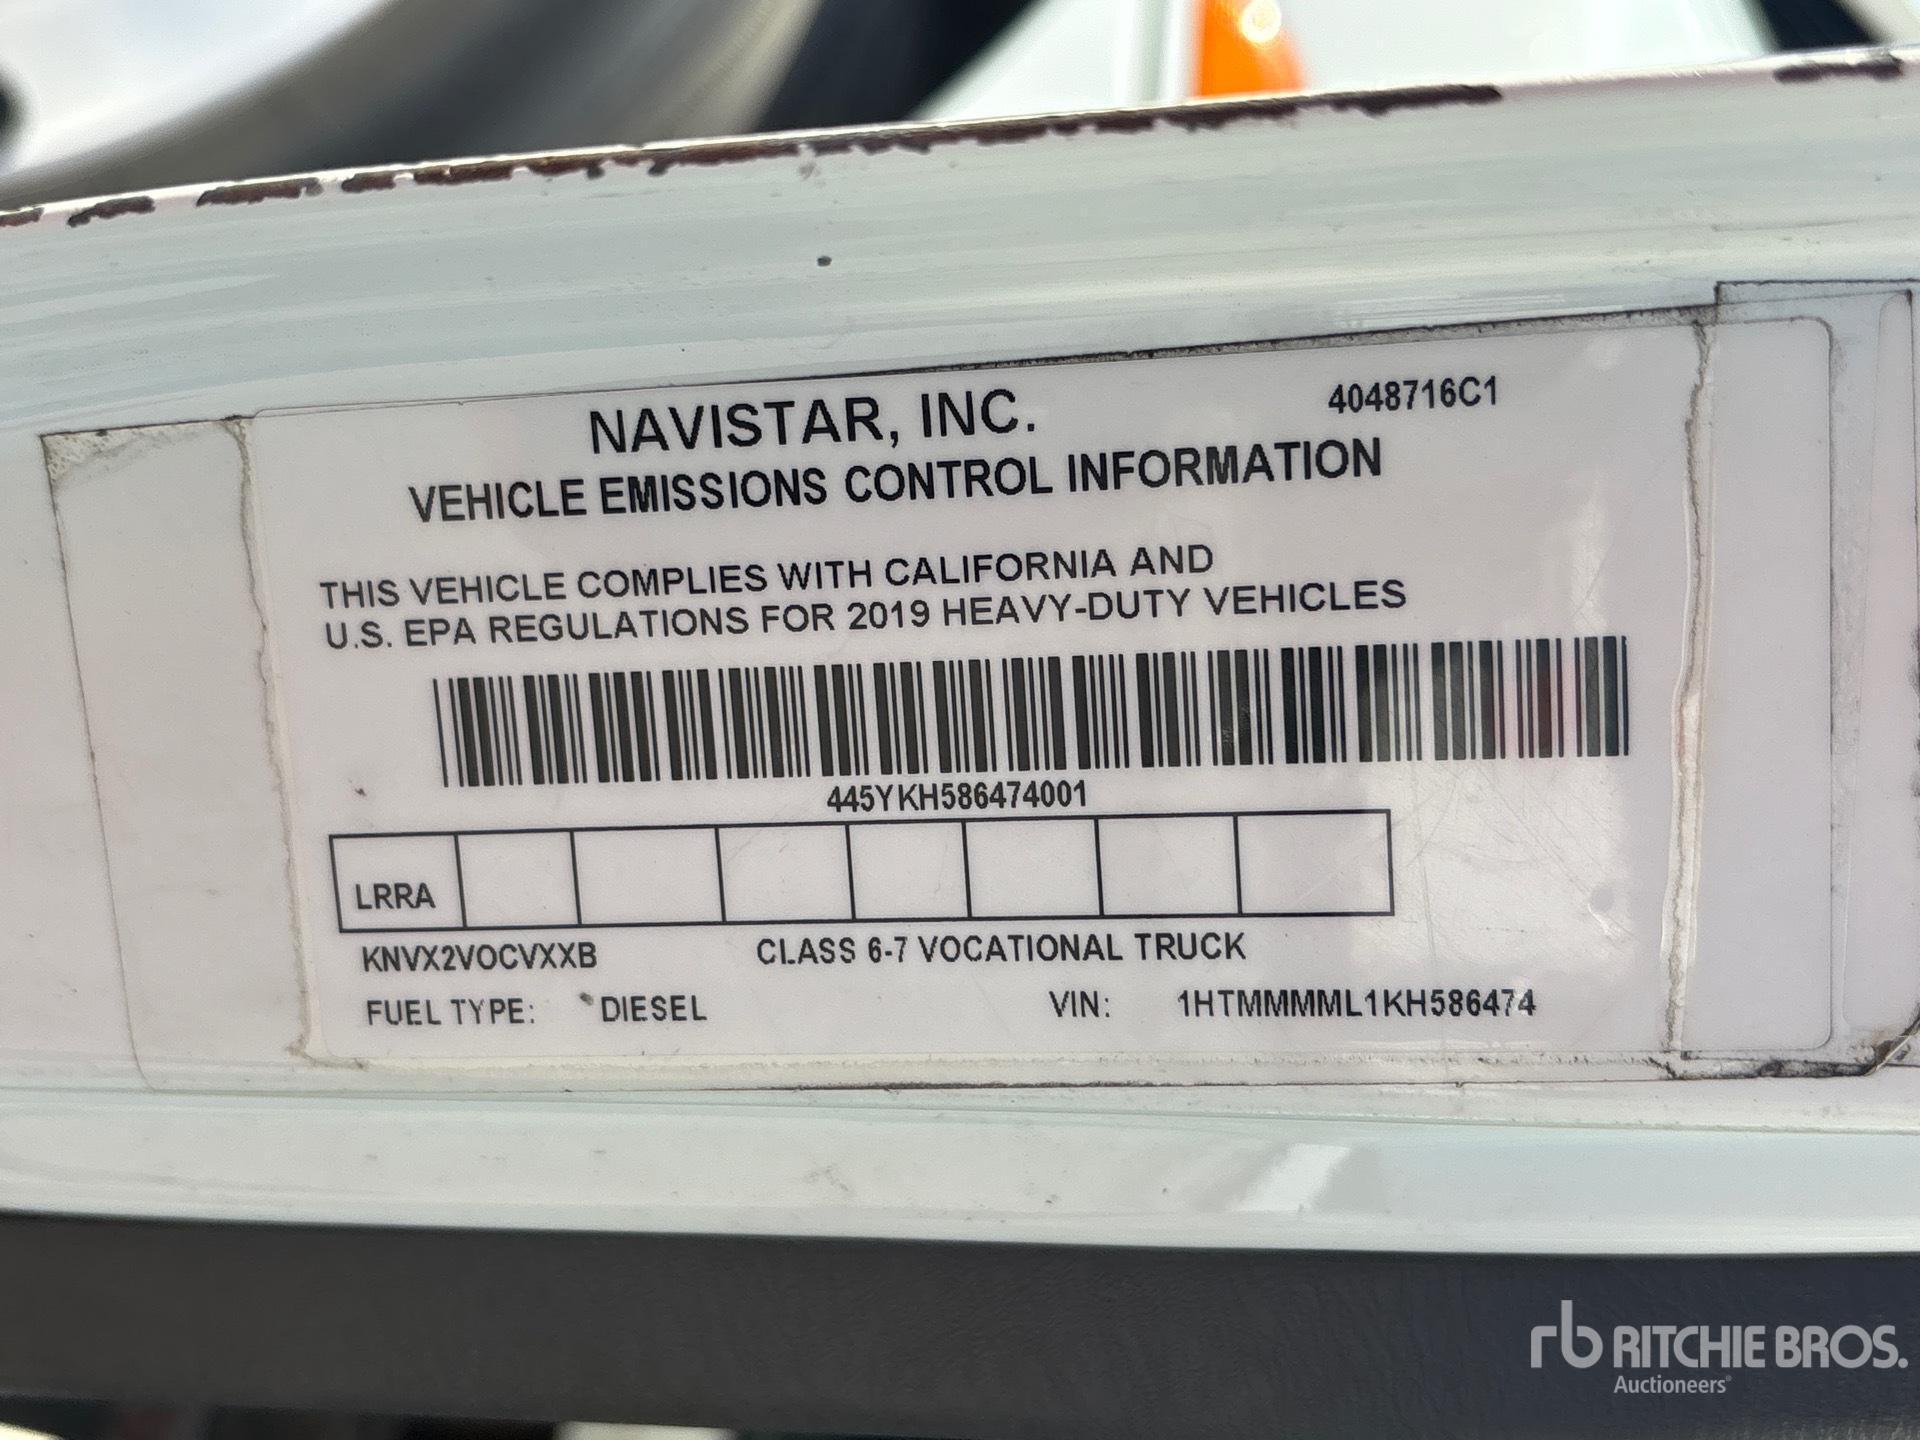 NAVISTAR, INC.
4048716C1
VEHICLE EMISSIONS CONTROL INFORMATION
THIS VEHICLE COMPLIES WITH CALIFORNIA AND
U.S. EPA REGULATIONS FOR 2019 HEAVY-DUTY VEHICLES
445YKH586474001
LRRA
KNVX2VOCVXXB CLASS 6-7 VOCATIONAL TRUCK
FUEL TYPE: DIESEL VIN: 1HTMMMML1KH586474
rb RITCHIE BROS.
Auctioneers